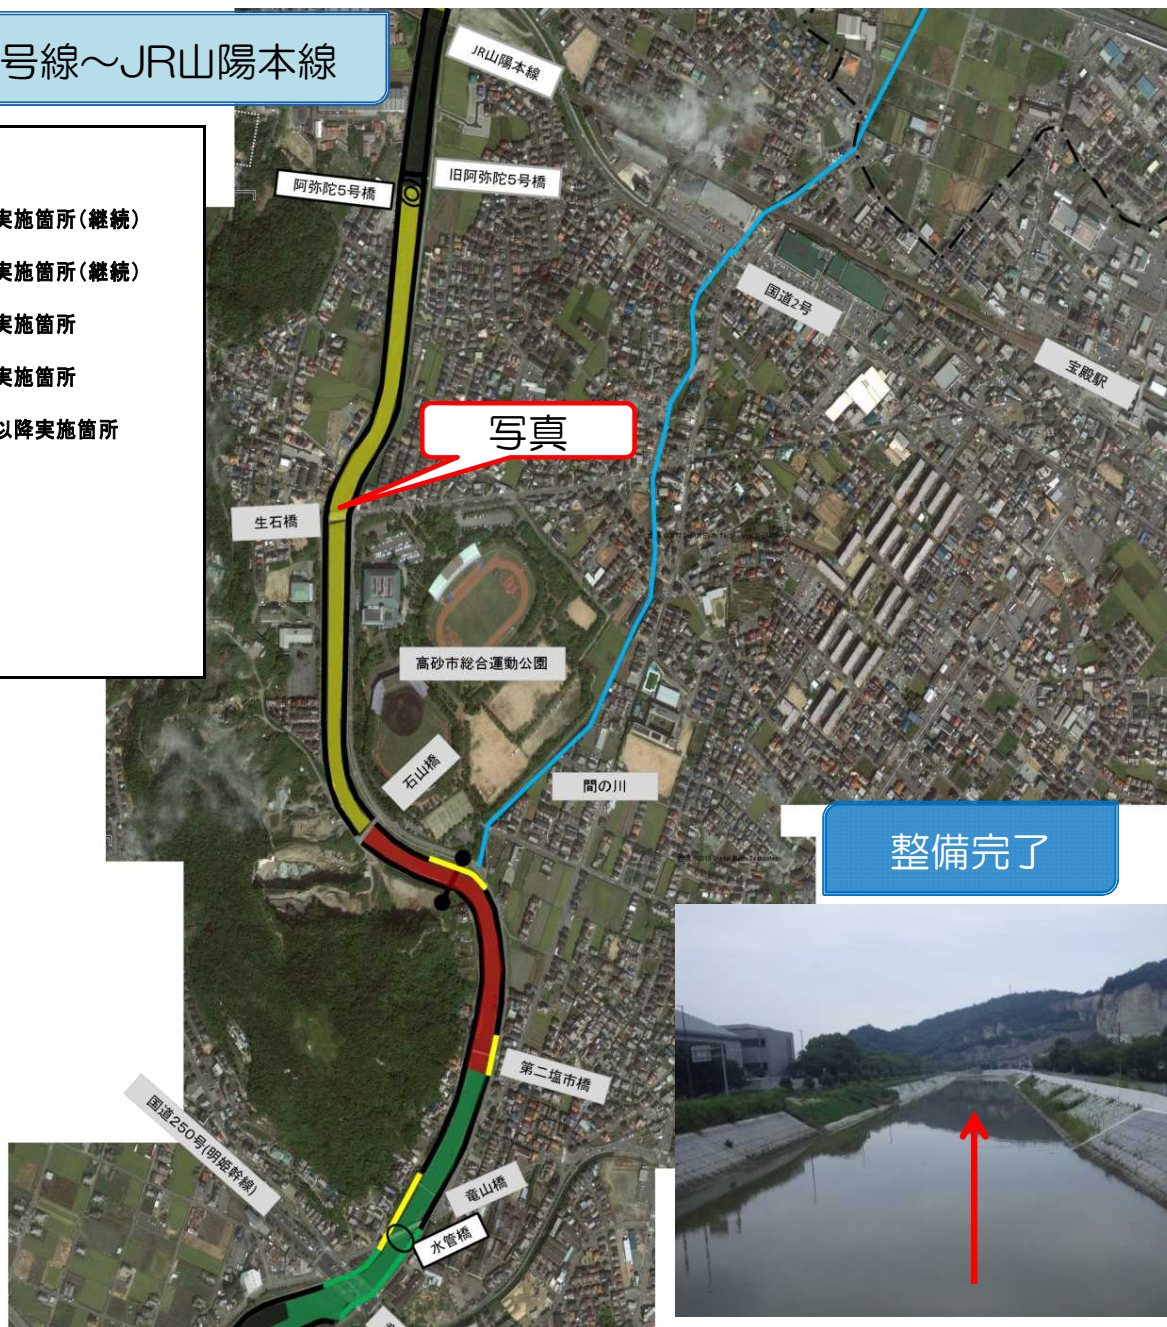 号線～JR山陽本線
実施箇所（継続）
実施箇所（継続）
実施箇所
実施箇所
以降実施箇所
JR山陽本線
阿弥陀5号橋
旧阿弥陀5号橋
国道2号
宝殿駅
写真
生石橋
高砂市総合運動公園
石山橋
間の川
整備完了
第二塩市橋
国道250号(明姫幹線)
竜山橋
水管橋